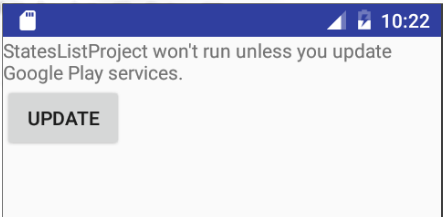 10:22
StatesListProject won't run unless you update
Google Play services.
UPDATE